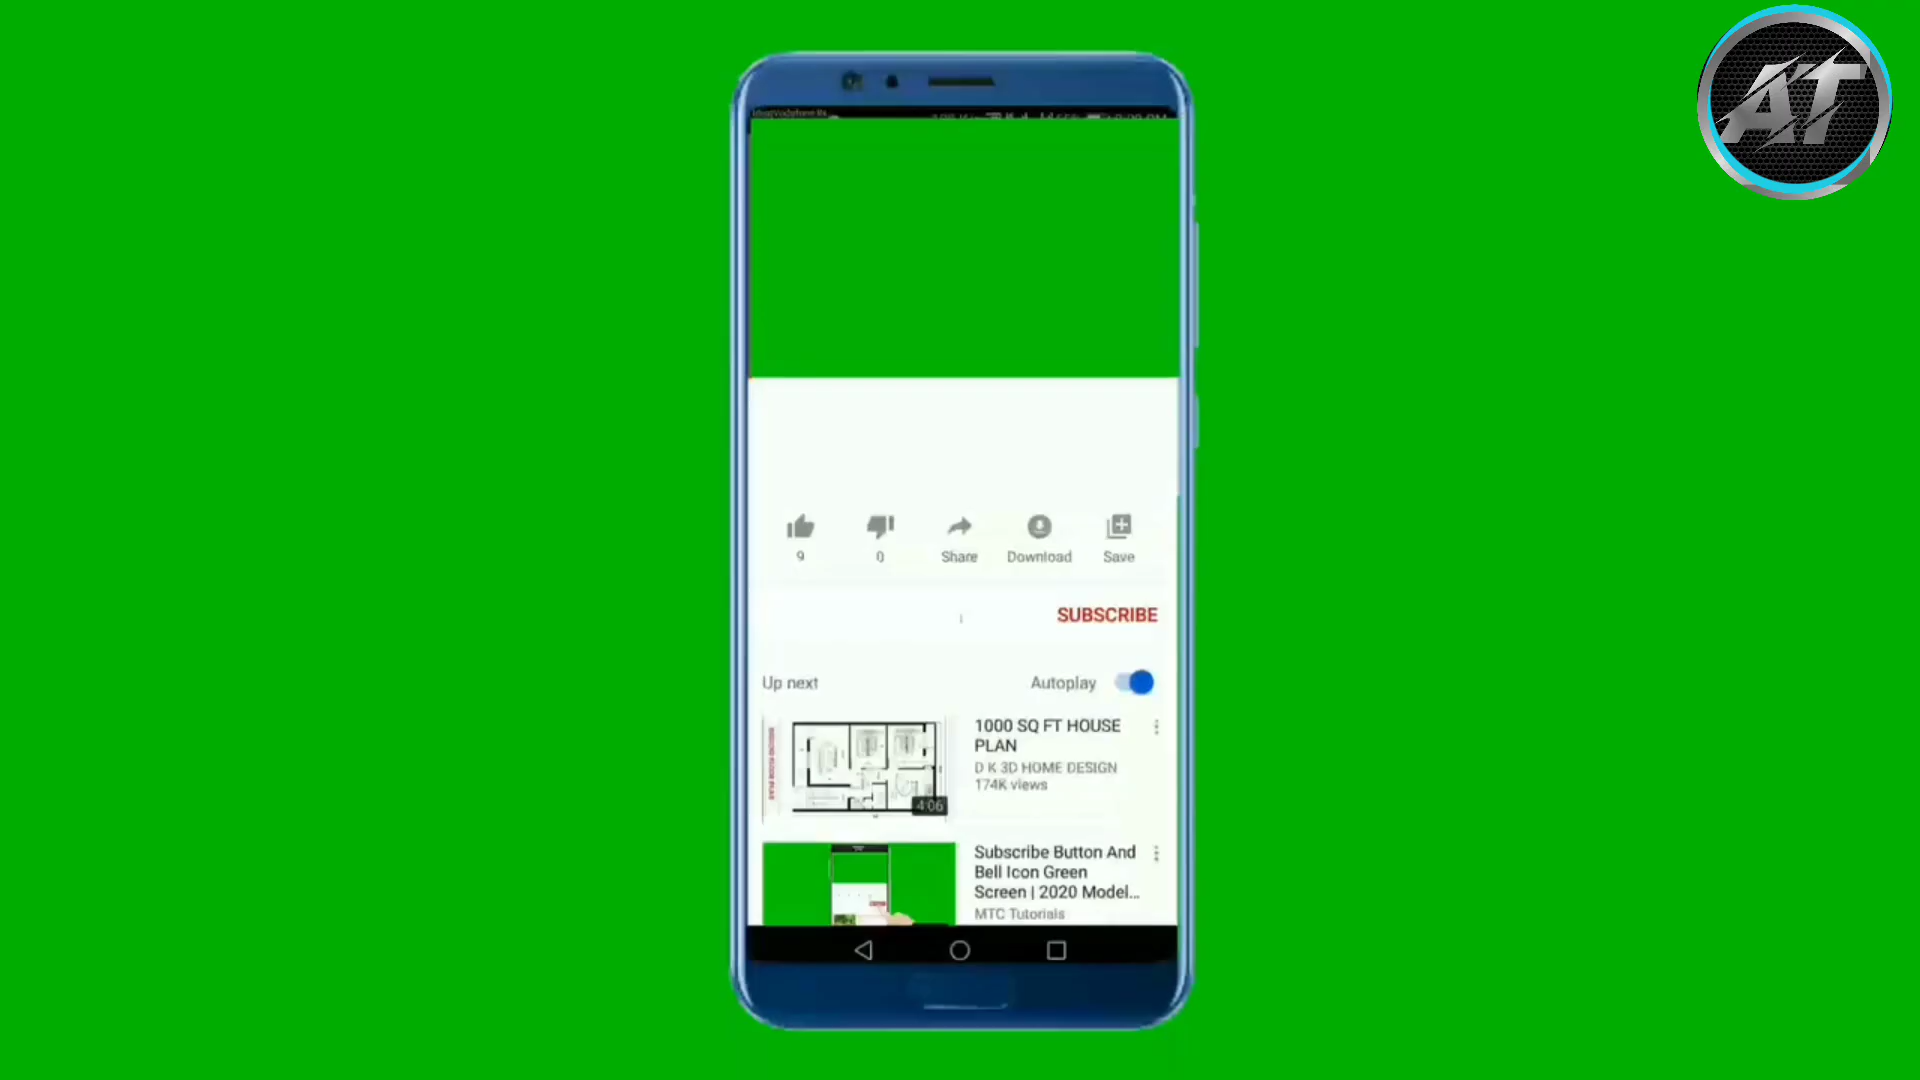 AT
9
0
Share
Download
Save
SUBSCRIBE
Up next
Autoplay
1000 SQ FT HOUSE
PLAN
D K 3D HOME DESIGN
174K views
4:06
Subscribe Button And
Bell Icon Green
Screen | 2020 Model...
MTC Tutorials